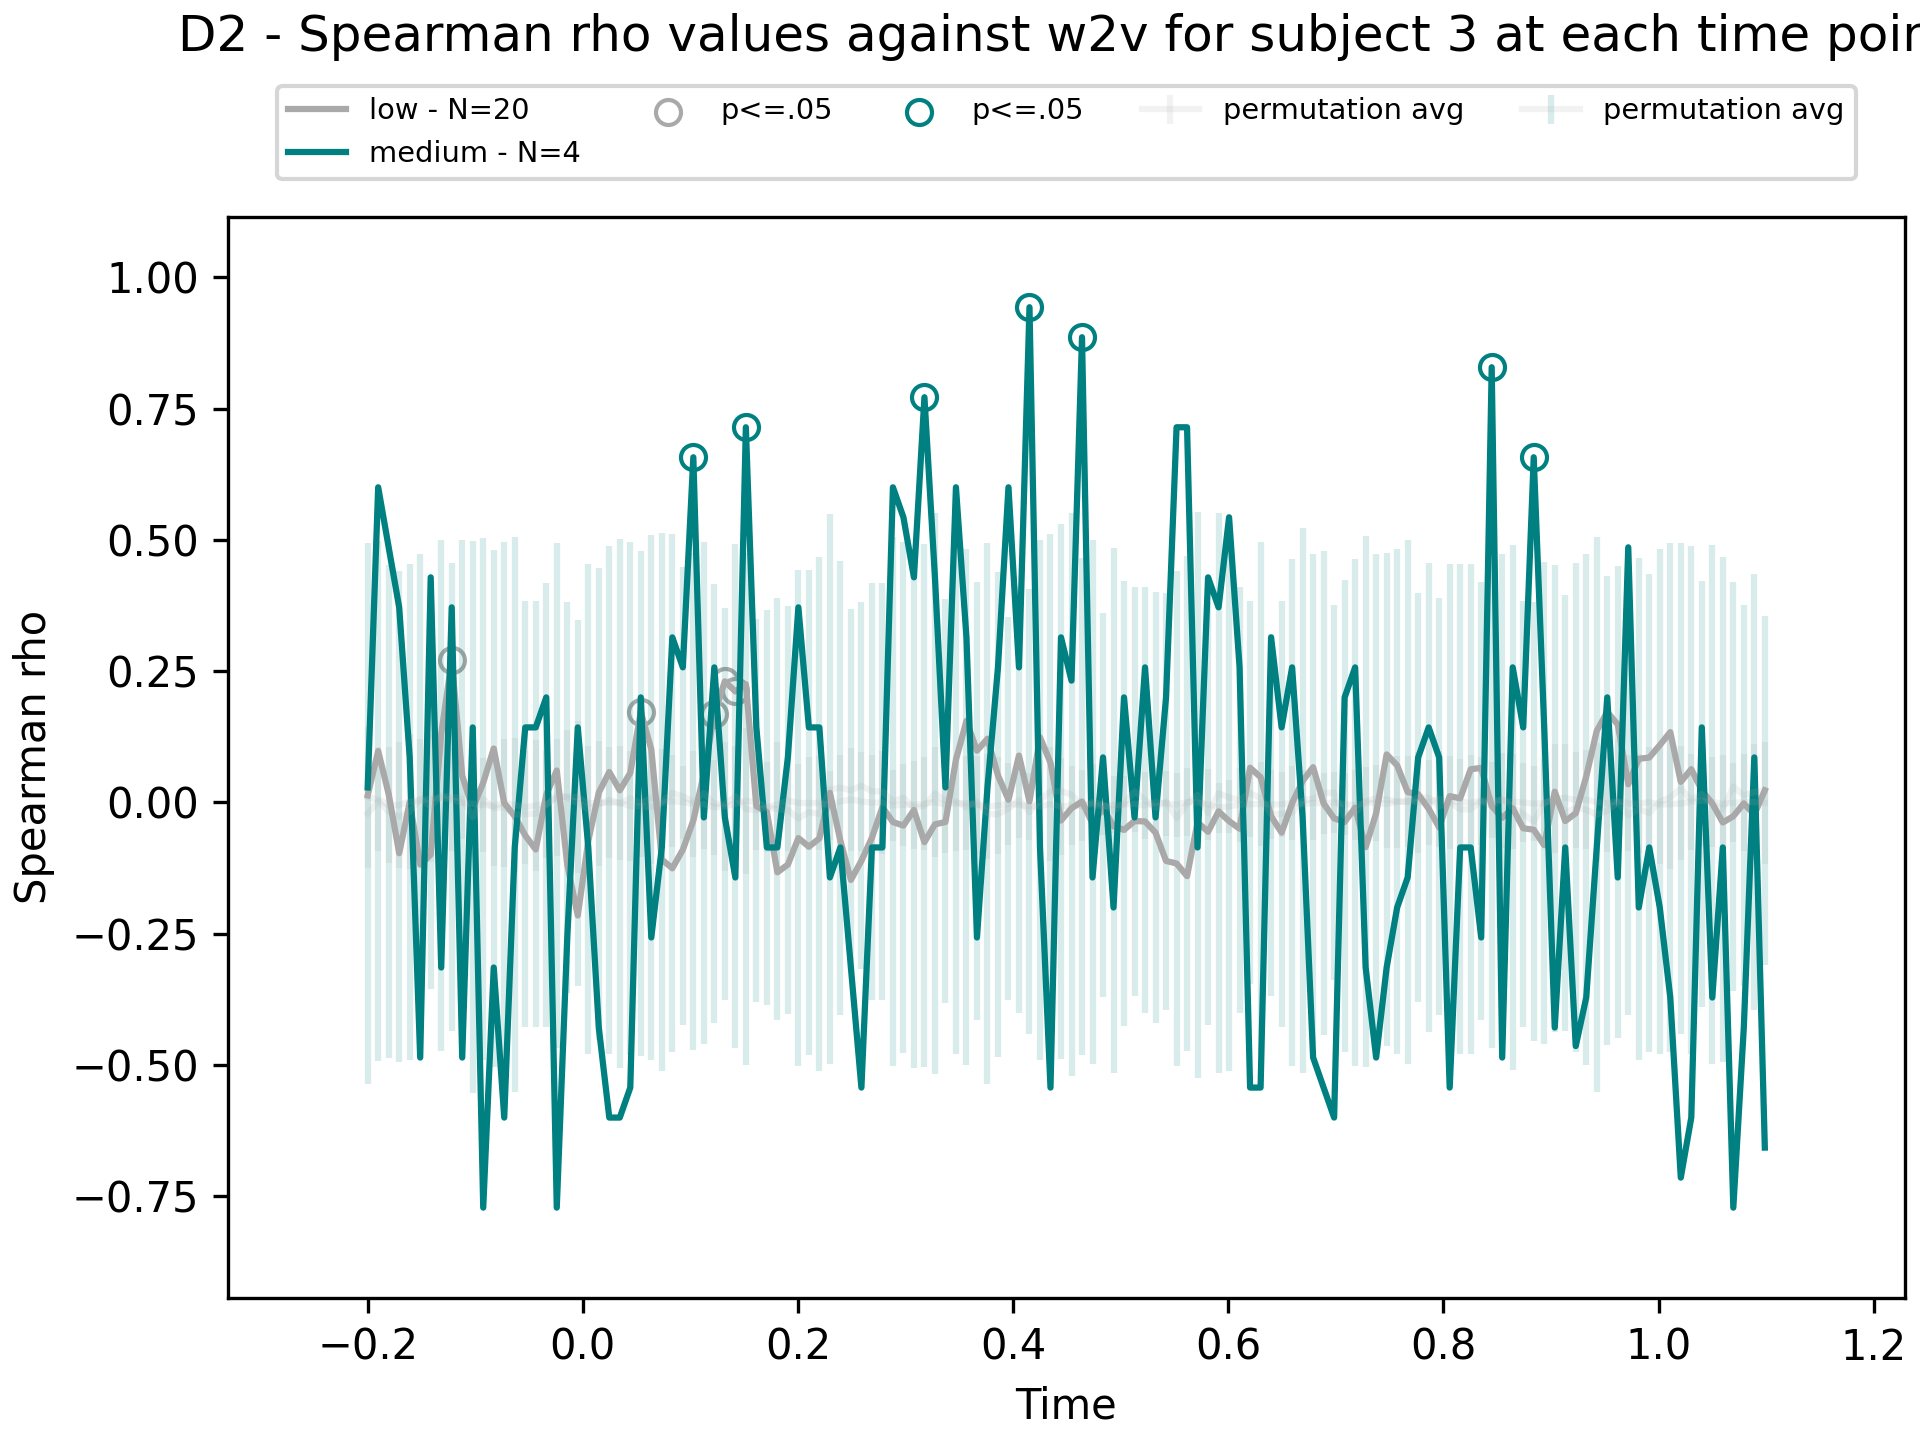 D2 - Spearman rho values against w2v for subject 3 at each time poin
low - N=20 p<=.05 p<=.05 permutation avg permutation avg
medium - N=4
1.00
0.75
0.50
0.25
0.00
−0.25
−0.50
−0.75
Spearman rho
−0.2 0.0 0.2 0.4 0.6 0.8 1.0 1.2
Time